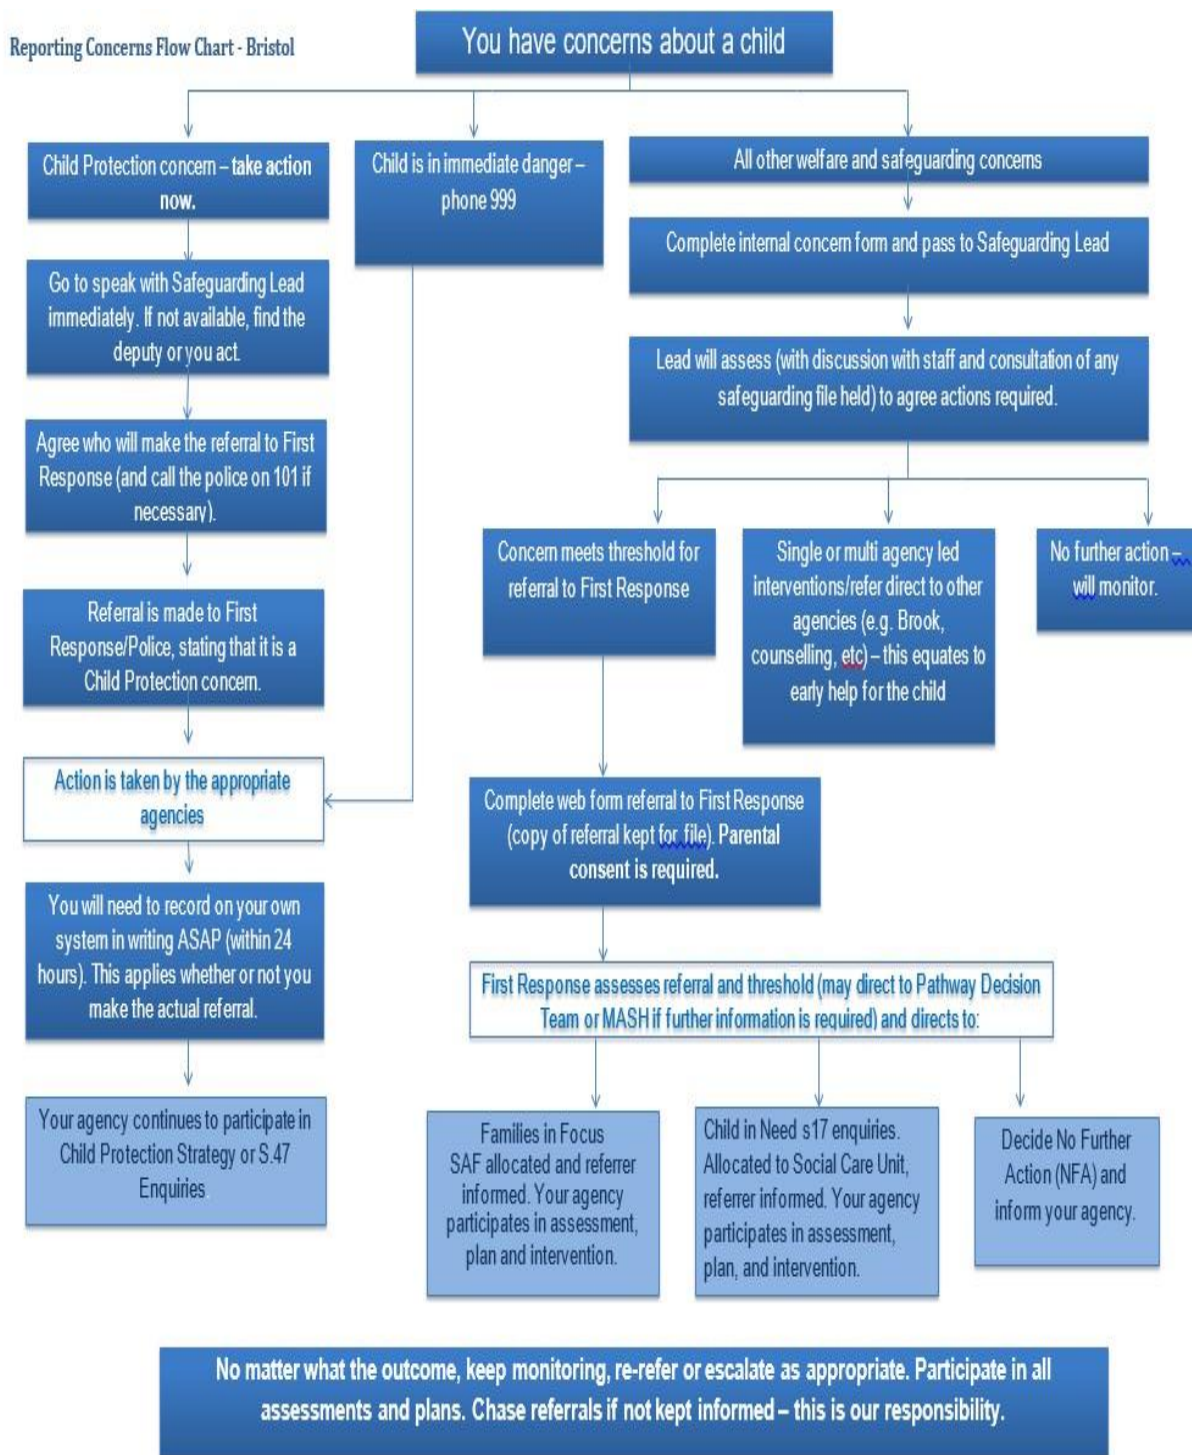 Reporting Concerns Flow Chart - Bristol
You have concerns about a child
Child Protection concern – take action
now.
Child is in immediate danger –
phone 999
All other welfare and safeguarding concerns
Go to speak with Safeguarding Lead
immediately. If not available, find the
deputy or you act.
Complete internal concern form and pass to Safeguarding Lead
Lead will assess (with discussion with staff and consultation of any
safeguarding file held) to agree actions required.
Agree who will make the referral to First
Response (and call the police on 101 if
necessary).
Concern meets threshold for
referral to First Response
Single or multi agency led
interventions/refer direct to other
agencies (e.g. Brook,
counselling, etc) – this equates to
early help for the child
No further action –
will monitor.
Referral is made to First
Response/Police, stating that it is a
Child Protection concern.
Action is taken by the appropriate
agencies
Complete web form referral to First Response
(copy of referral kept for file). Parental
consent is required.
You will need to record on your own
system in writing ASAP (within 24
hours). This applies whether or not you
make the actual referral.
First Response assesses referral and threshold (may direct to Pathway Decision
Team or MASH if further information is required) and directs to:
Your agency continues to participate in
Child Protection Strategy or S.47
Enquiries
Families in Focus
SAF allocated and referrer
informed. Your agency
participates in assessment,
plan and intervention.
Child in Need s17 enquiries.
Allocated to Social Care Unit,
referrer informed. Your agency
participates in assessment,
plan, and intervention.
Decide No Further
Action (NFA) and
inform your agency.
No matter what the outcome, keep monitoring, re-refer or escalate as appropriate. Participate in all
assessments and plans. Chase referrals if not kept informed – this is our responsibility.